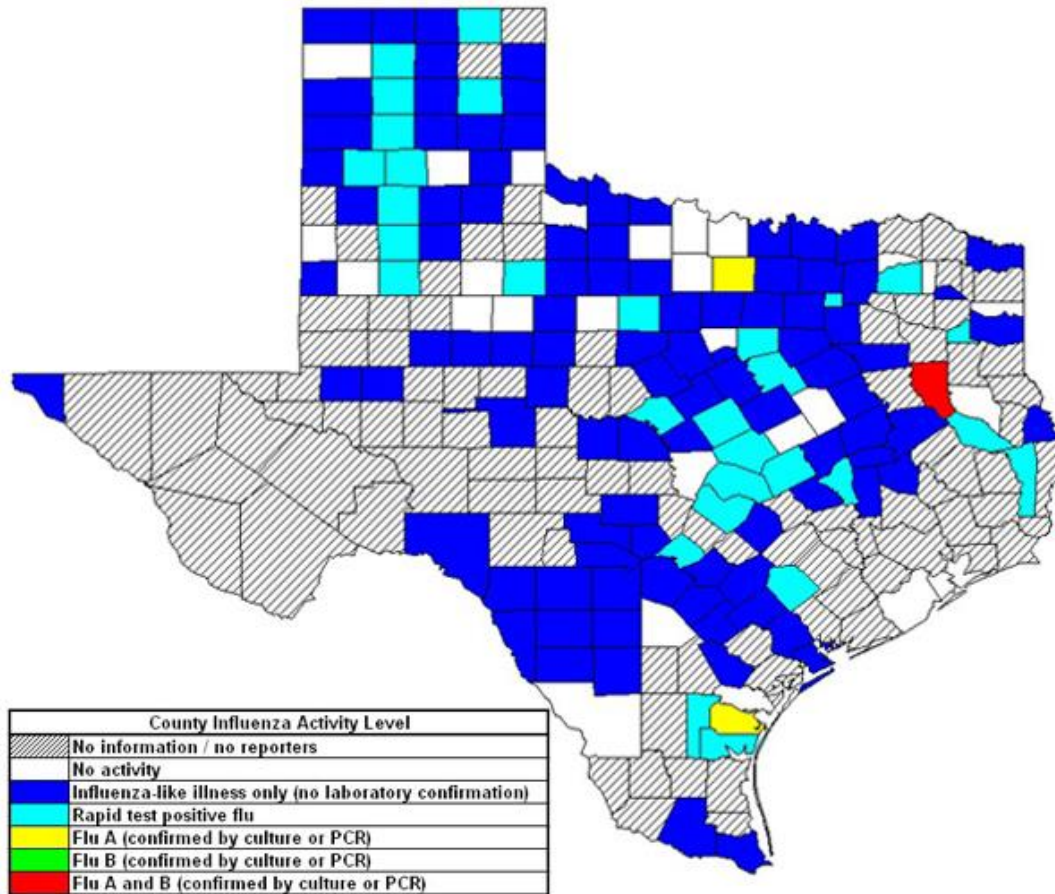 County Influenza Activity Level
No information / no reporters
No activity
Influenza-like illness only (no laboratory confirmation)
Rapid test positive flu
Flu A (confirmed by culture or PCR)
Flu B (confirmed by culture or PCR)
Flu A and B (confirmed by culture or PCR)